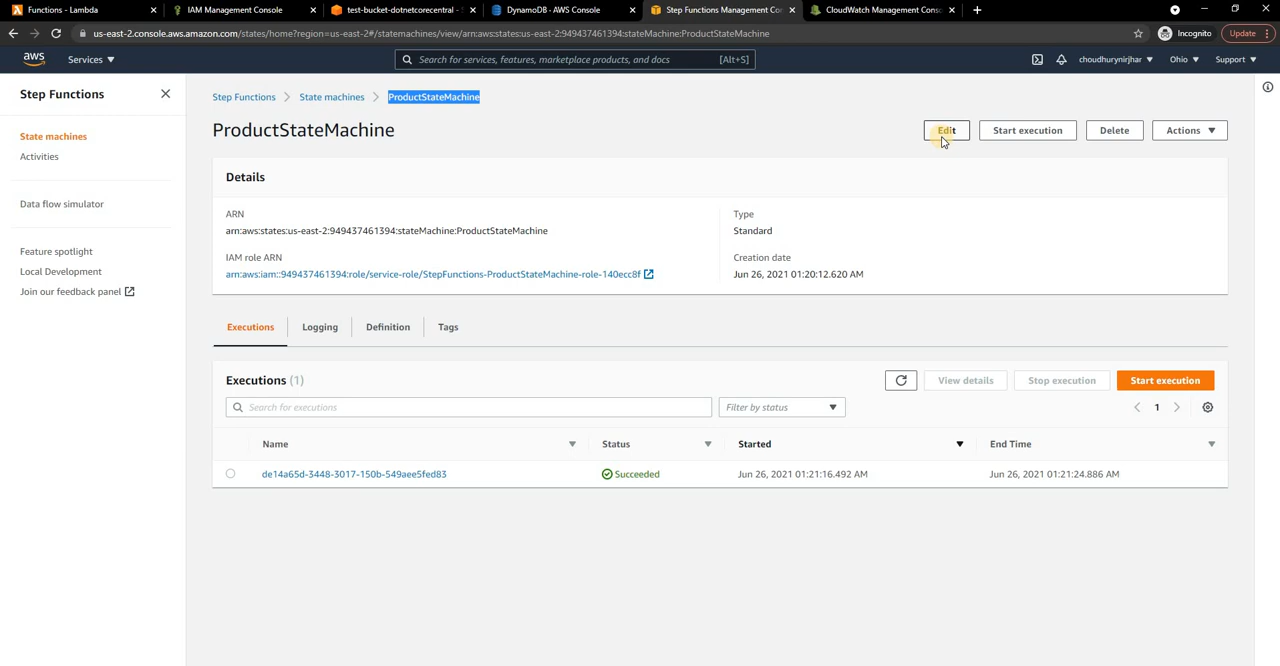 Functions - Lambda
IAM Management Console
test-bucket-dotnetcorecentral - S
DynamoDB - AWS Console
Step Functions Management Con
CloudWatch Management Conso
Incognito
Update
us-east-2.console.aws.amazon.com/states/home?region=us-east-2#/statemachines/view/arn:aws:states:us-east-2:949437461394:stateMachine:ProductStateMachine
aws
Services
Search for services, features, marketplace products, and docs
[Alt+S]
choudhurynirjhar
Ohio
Support
Step Functions
State machines
Activities
Data flow simulator
Feature spotlight
Local Development
Join our feedback panel
Step Functions > State machines > ProductStateMachine
ProductStateMachine
Edit
Start execution
Delete
Actions
Details
ARN
arn:aws:states:us-east-2:949437461394:stateMachine:ProductStateMachine
IAM role ARN
arn:aws:iam::949437461394:role/service-role/StepFunctions-ProductStateMachine-role-140ecc8f
Type
Standard
Creation date
Jun 26, 2021 01:20:12.620 AM
Executions
Logging
Definition
Tags
Executions (1)
View details
Stop execution
Start execution
Search for executions
Filter by status
1
Name
Status
Started
End Time
de14a65d-3448-3017-150b-549aee5fed83
Succeeded
Jun 26, 2021 01:21:16.492 AM
Jun 26, 2021 01:21:24.886 AM